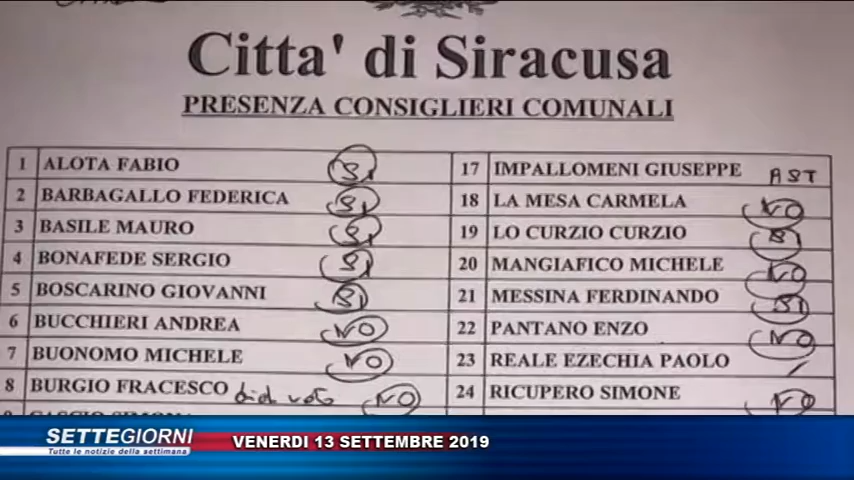 Citta' di Siracusa
PRESENZA CONSIGLIERI COMUNALI
1 ALOTA FABIO SI
2 BARBAGALLO FEDERICA SI
3 BASILE MAURO SI
4 BONAFEDE SERGIO SI
5 BOSCARINO GIOVANNI SI
6 BUCCHIERI ANDREA NO
7 BUONOMO MICHELE NO
8 BURGIO FRACESCO NO
17 IMPALLOMENI GIUSEPPE AST
18 LA MESA CARMELA NO
19 LO CURZIO CURZIO SI
20 MANGIAFICO MICHELE NO
21 MESSINA FERDINANDO SI
22 PANTANO ENZO NO
23 REALE EZECHIA PAOLO
24 RICUPERO SIMONE NO
SETTEGIORNI
Tutte le notizie della settimana
VENERDI 13 SETTEMBRE 2019